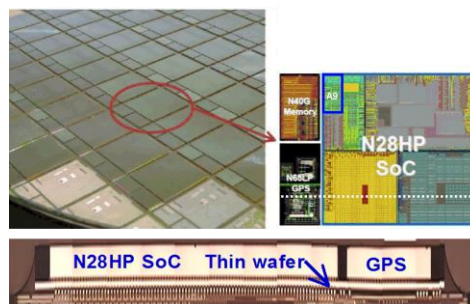 N40G
Memory
A9
N28HP
SoC
N65LP
GPS
N28HP SoC Thin wafer GPS